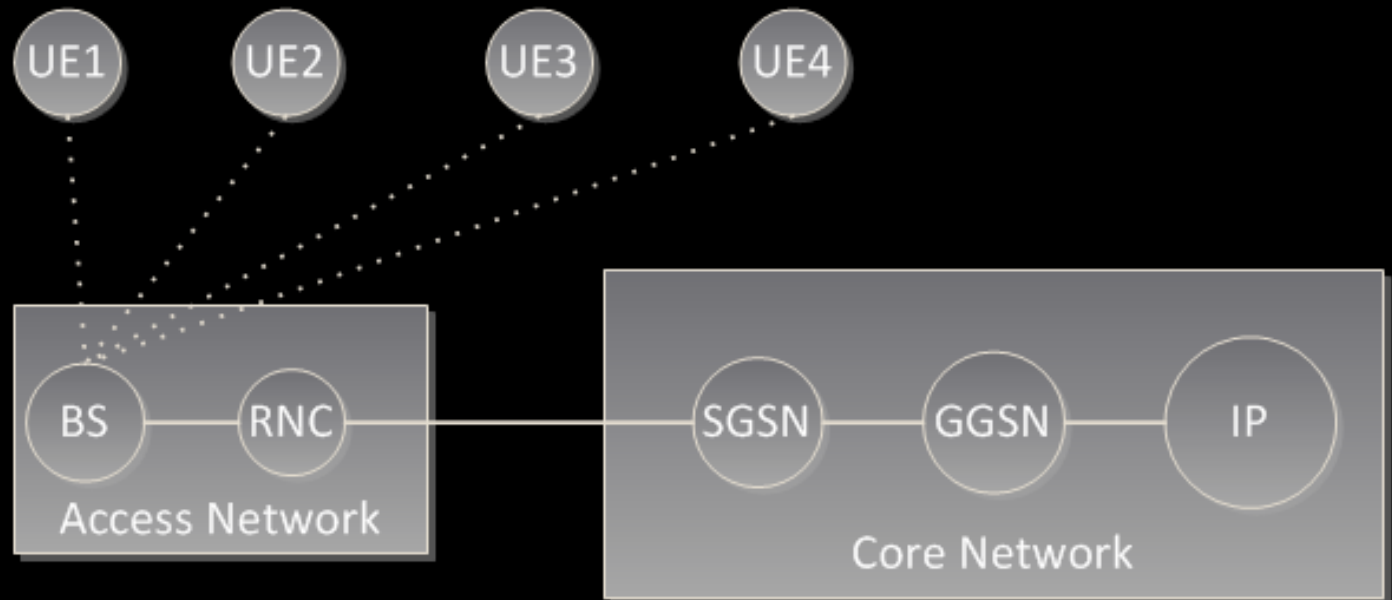 UE1
UE2
UE3
UE4
BS
RNC
SGSN
GGSN
IP
Access Network
Core Network